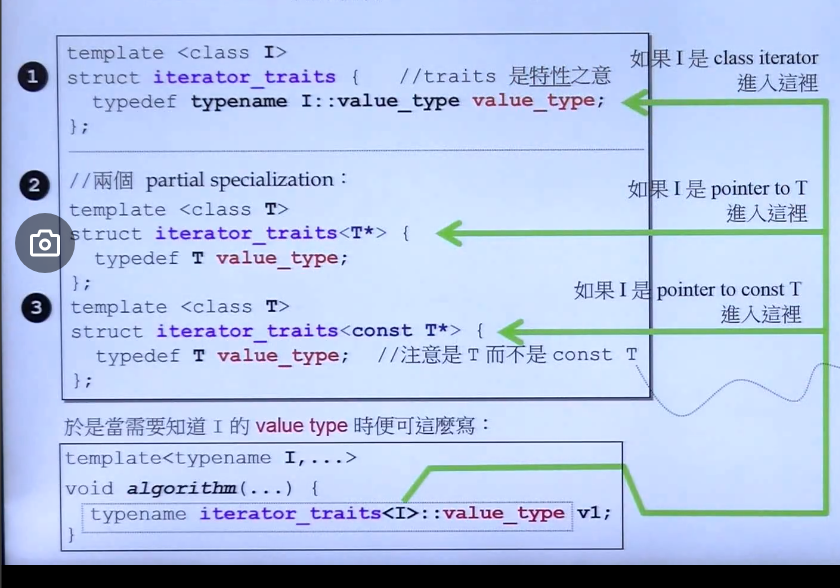 1
template <class I>
struct iterator_traits { //traits 是特性之意
typedef typename I::value_type value_type;
};
如果 I 是 class iterator
進入這裡
2
//兩個 partial specialization：
template <class T>
struct iterator_traits<T*> {
typedef T value_type;
};
如果 I 是 pointer to T
進入這裡
3
template <class T>
struct iterator_traits<const T*> {
typedef T value_type; //注意是 T 而不是 const T
};
如果 I 是 pointer to const T
進入這裡
於是當需要知道 I 的 value type 時便可這麼寫：
template<typename I,...>
void algorithm(...) {
typename iterator_traits<I>::value_type v1;
}